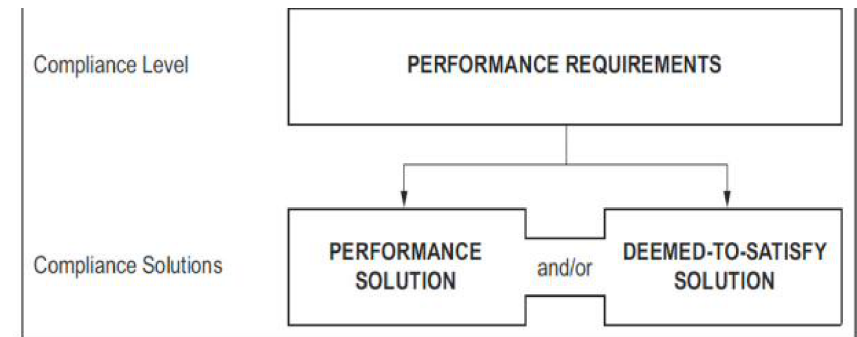 Compliance Level
PERFORMANCE REQUIREMENTS
Compliance Solutions
PERFORMANCE
SOLUTION
and/or
DEEMED-TO-SATISFY
SOLUTION